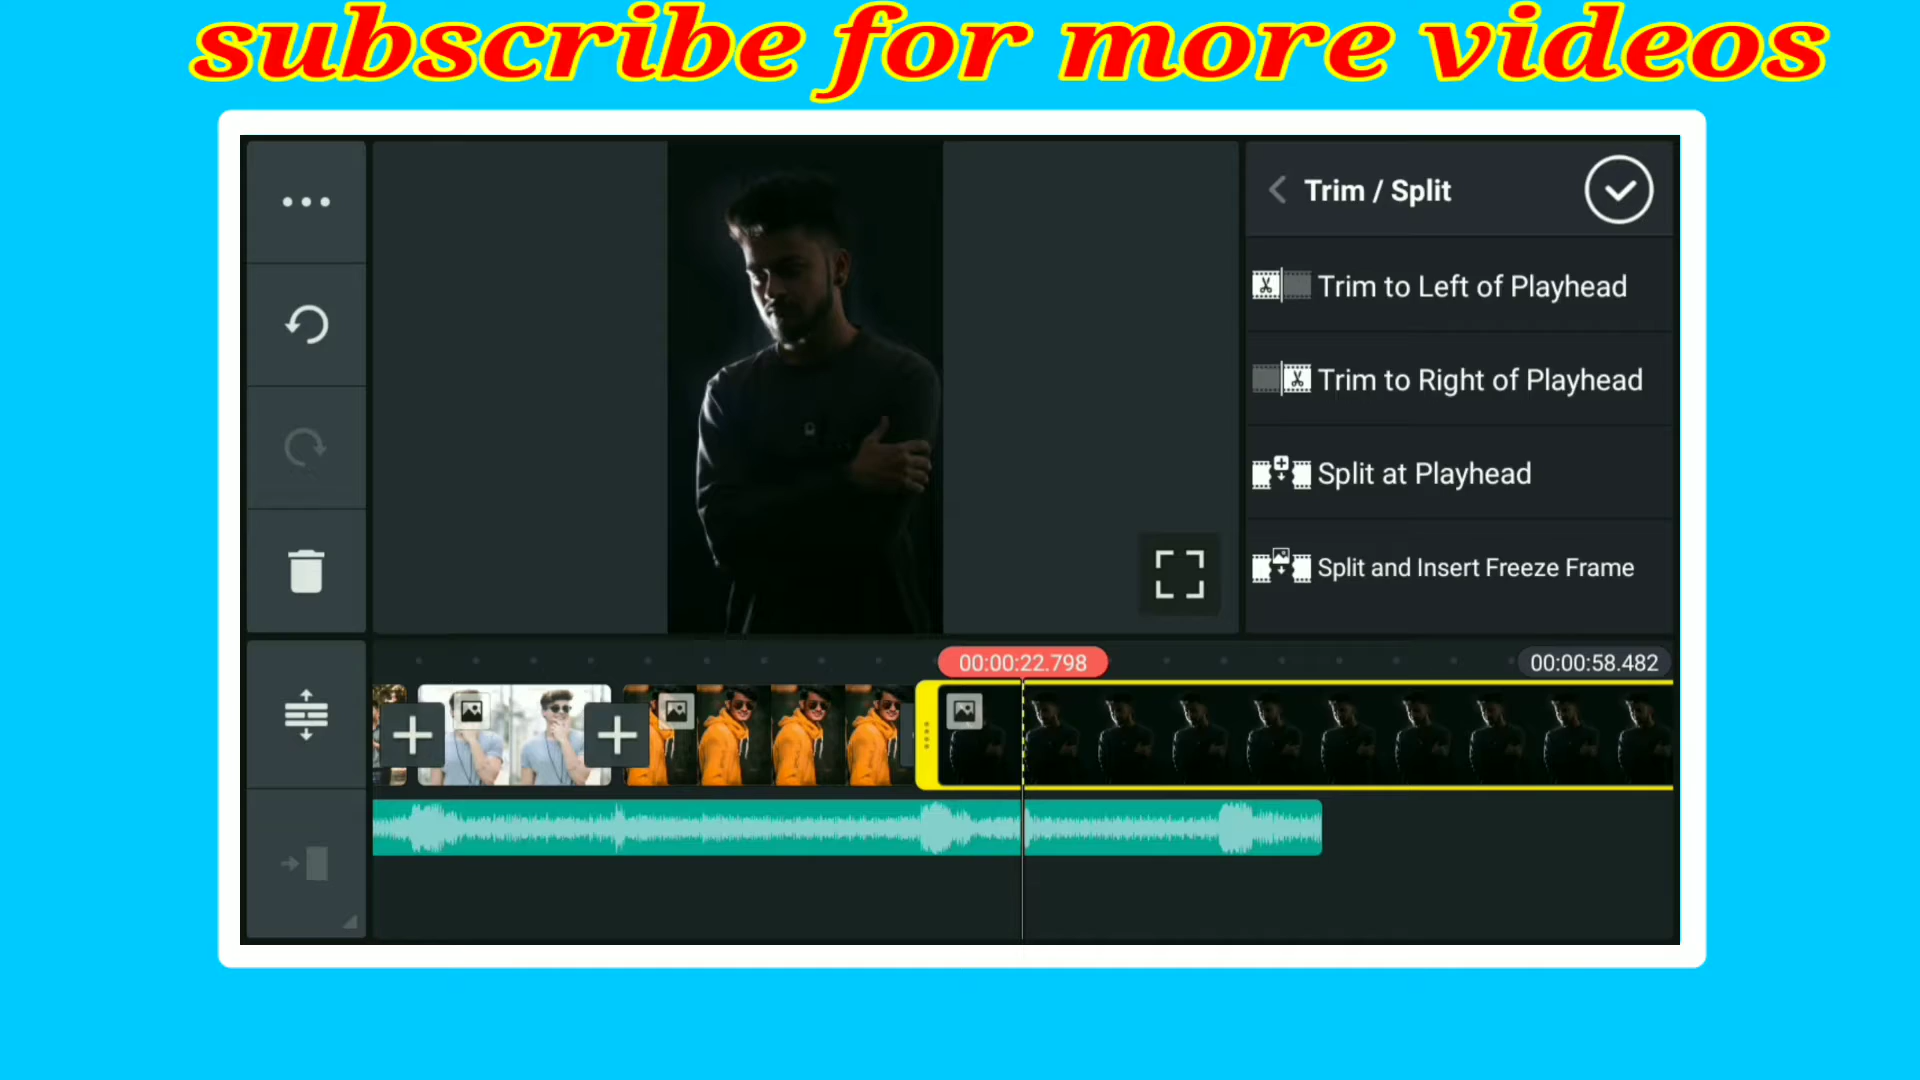 subscribe for more videos
Trim / Split
Trim to Left of Playhead
Trim to Right of Playhead
Split at Playhead
Split and Insert Freeze Frame
00:00:22.798
00:00:58.482